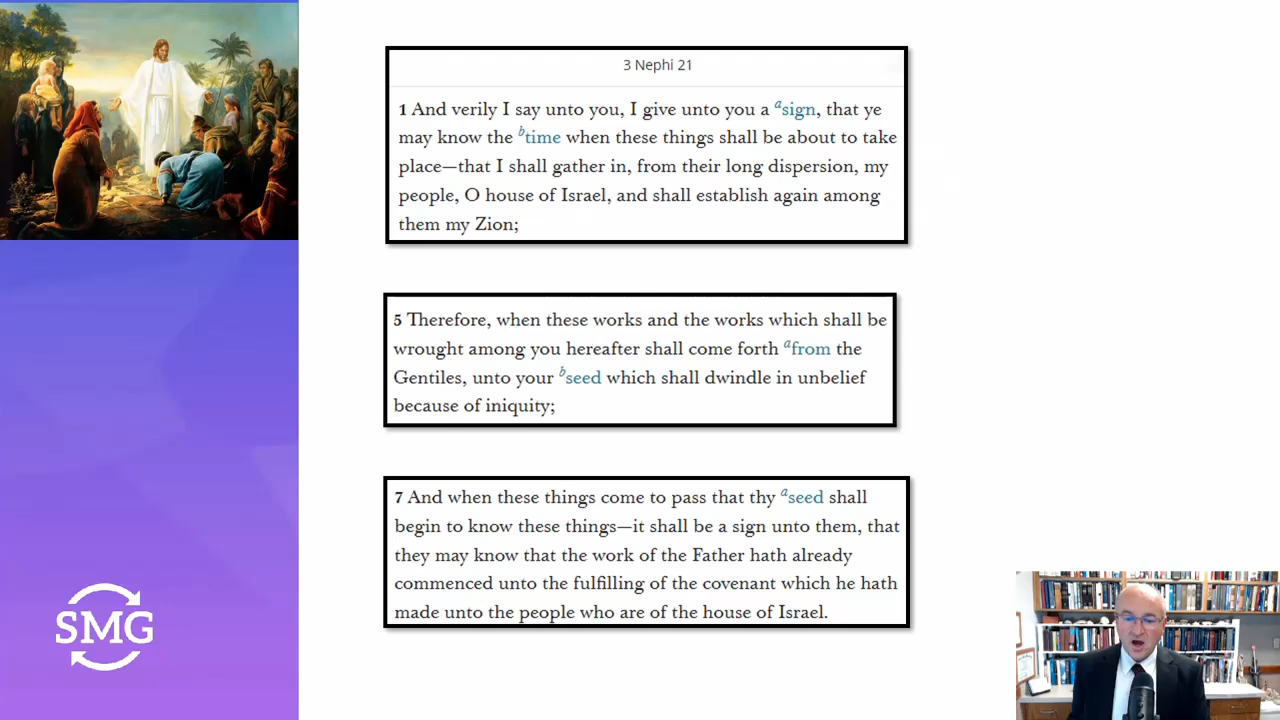 3 Nephi 21
1 And verily I say unto you, I give unto you a a sign, that ye
may know the b time when these things shall be about to take
place—that I shall gather in, from their long dispersion, my
people, O house of Israel, and shall establish again among
them my Zion;
5 Therefore, when these works and the works which shall be
wrought among you hereafter shall come forth a from the
Gentiles, unto your b seed which shall dwindle in unbelief
because of iniquity;
7 And when these things come to pass that thy a seed shall
begin to know these things—it shall be a sign unto them, that
they may know that the work of the Father hath already
commenced unto the fulfilling of the covenant which he hath
made unto the people who are of the house of Israel.
SMG